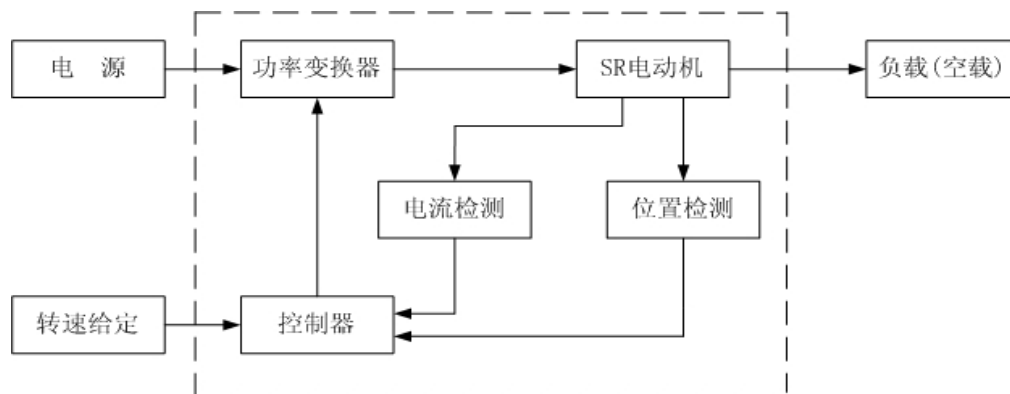 电 源
功率变换器
SR电动机
负载(空载)
电流检测
位置检测
转速给定
控制器